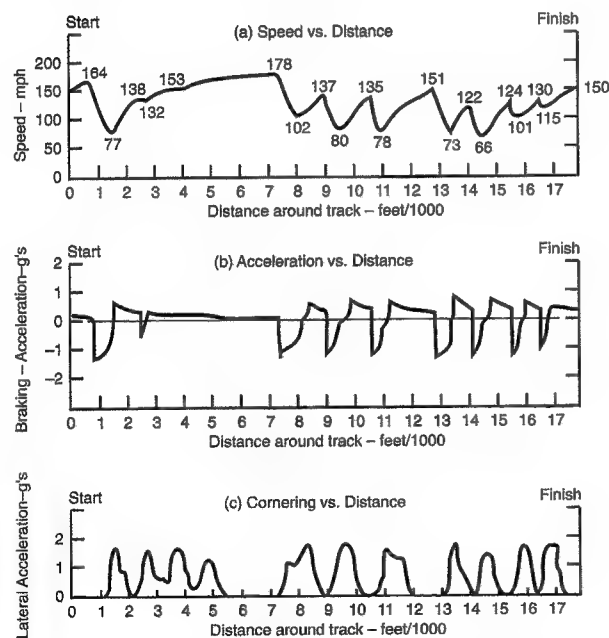 Start
(a) Speed vs. Distance
Finish
Speed – mph
200
150
100
50
0
164
77
138
132
153
178
102
137
80
135
78
151
73
122
66
124
101
130
115
150
0 1 2 3 4 5 6 7 8 9 10 11 12 13 14 15 16 17
Distance around track – feet/1000
Start
(b) Acceleration vs. Distance
Finish
Braking – Acceleration–g's
2
1
0
–1
–2
0 1 2 3 4 5 6 7 8 9 10 11 12 13 14 15 16 17
Distance around track – feet/1000
Start
(c) Cornering vs. Distance
Finish
Lateral Acceleration–g's
2
1
0
0 1 2 3 4 5 6 7 8 9 10 11 12 13 14 15 16 17
Distance around track – feet/1000